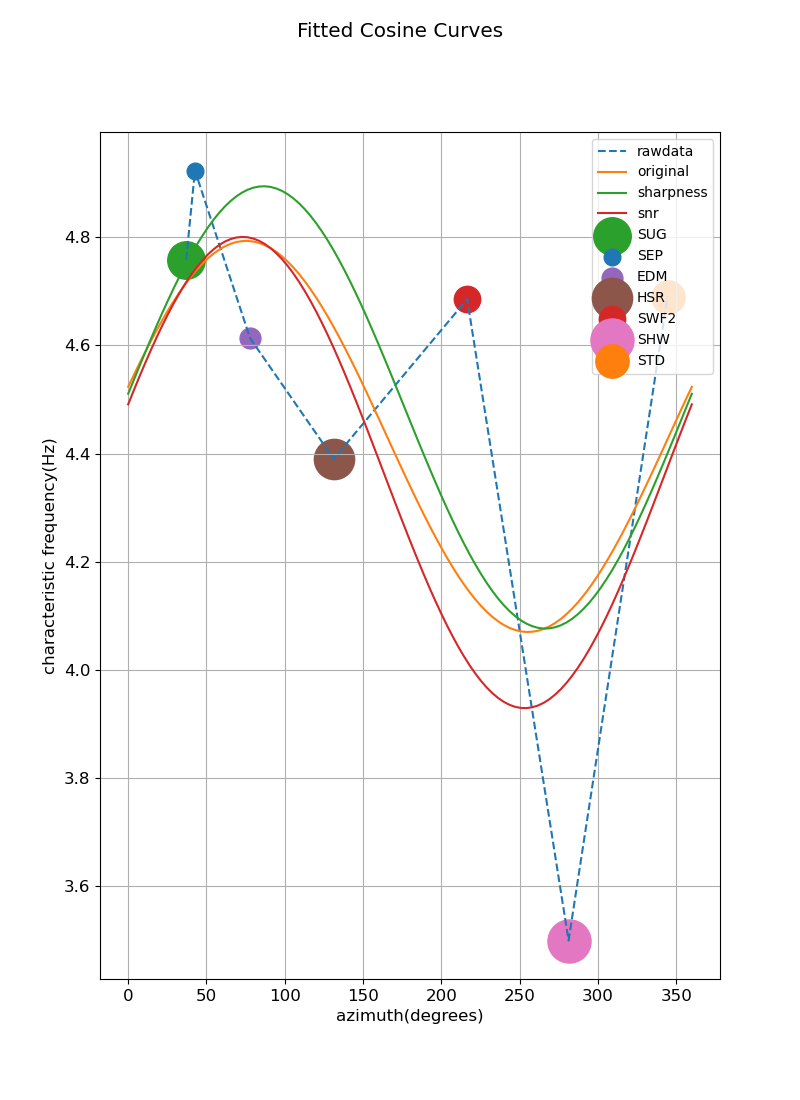 Fitted Cosine Curves
rawdata
original
sharpness
snr
SUG
SEP
EDM
HSR
SWF2
SHW
STD
4.8
4.6
4.4
4.2
4.0
3.8
3.6
characteristic frequency(Hz)
0 50 100 150 200 250 300 350
azimuth(degrees)